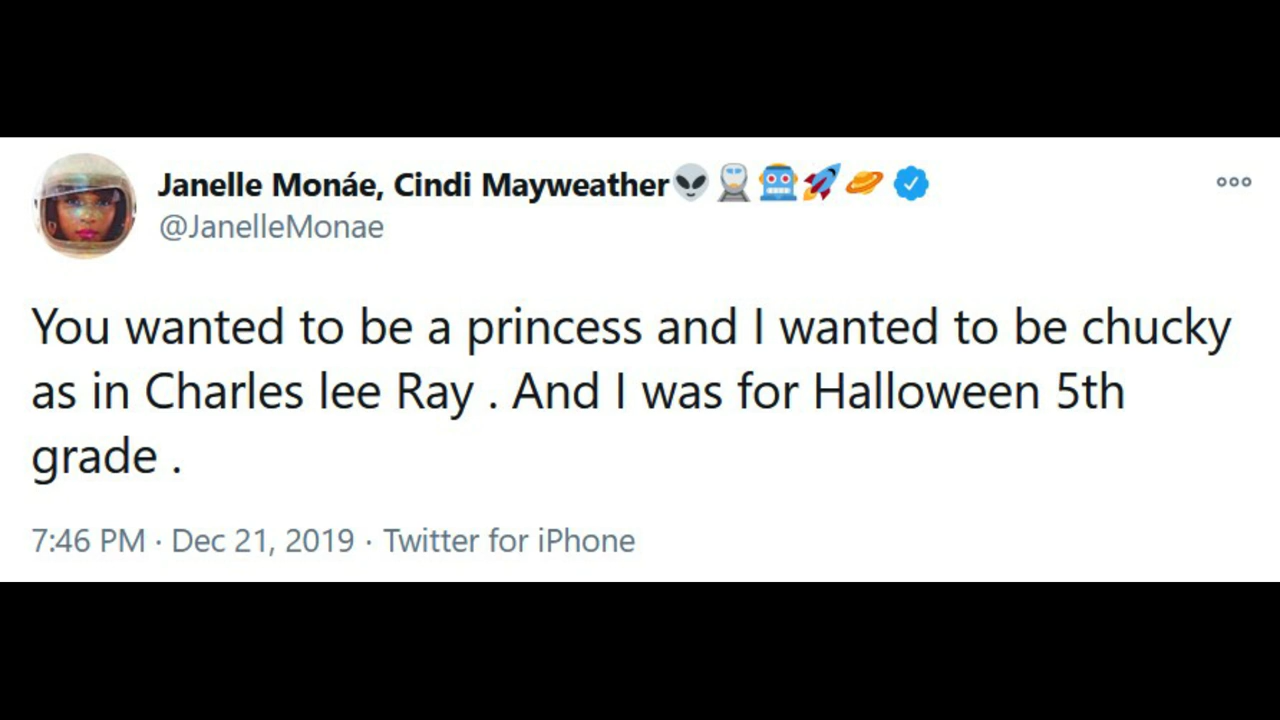 Janelle Monáe, Cindi Mayweather👽🚆🤖🚀🪐
@JanelleMonae
You wanted to be a princess and I wanted to be chucky
as in Charles lee Ray . And I was for Halloween 5th
grade .
7:46 PM · Dec 21, 2019 · Twitter for iPhone